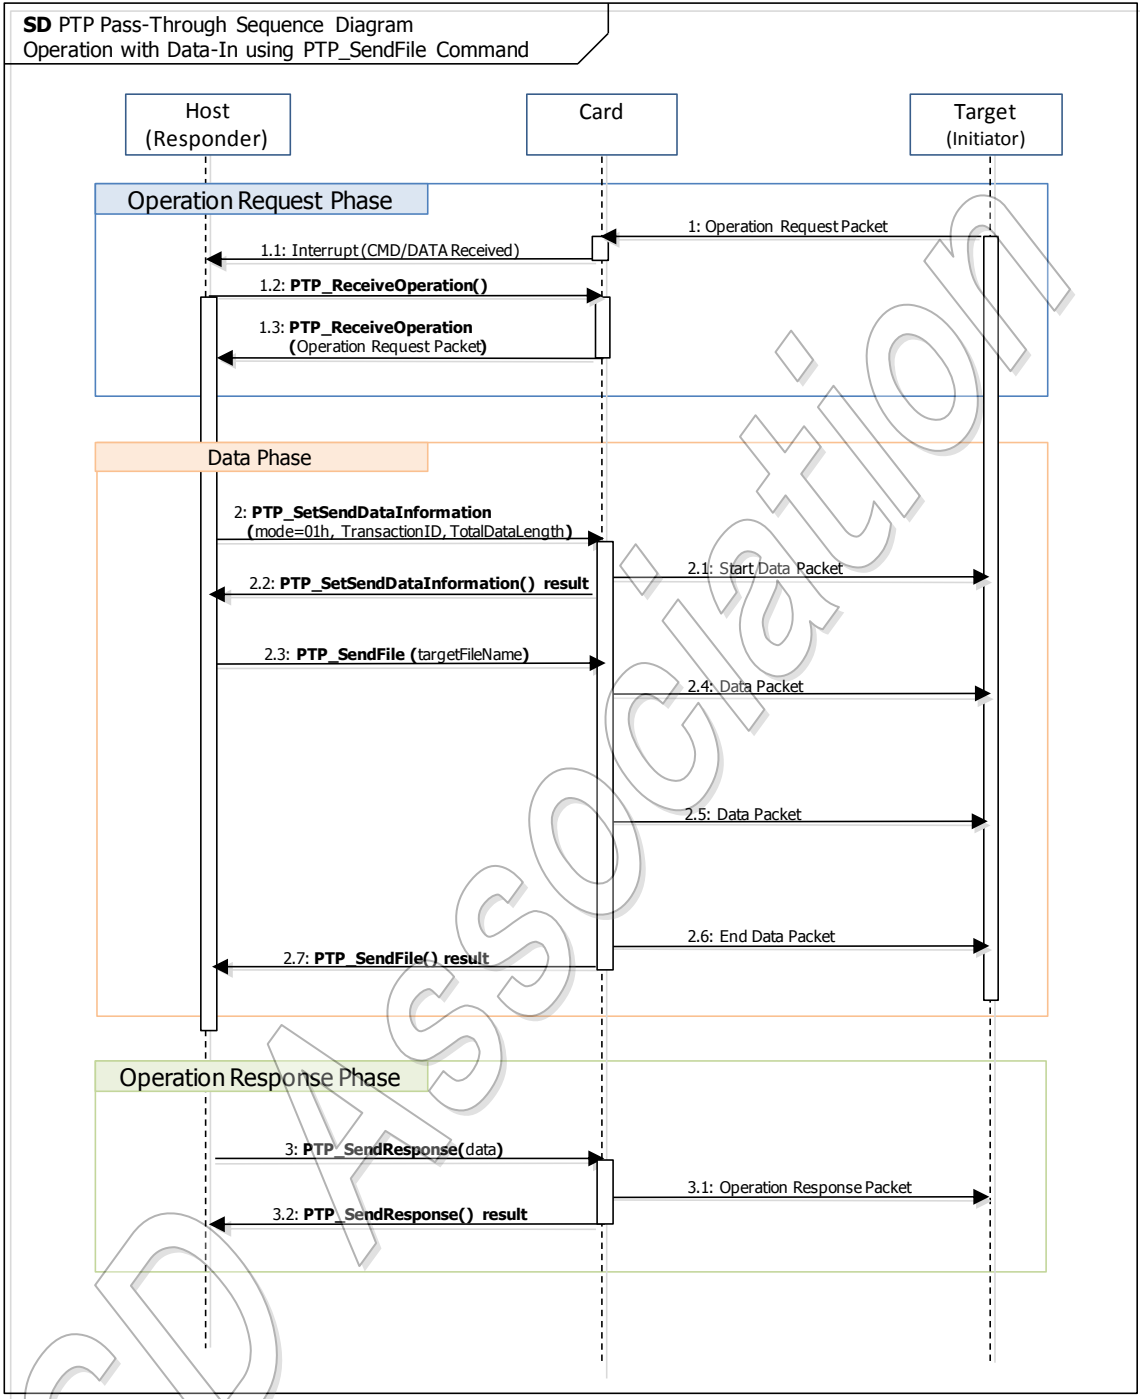 SD PTP Pass-Through Sequence Diagram
Operation with Data-In using PTP_SendFile Command
Host
(Responder)
Card
Target
(Initiator)
Operation Request Phase
1: Operation Request Packet
1.1: Interrupt (CMD/DATA Received)
1.2: PTP_ReceiveOperation()
1.3: PTP_ReceiveOperation
(Operation Request Packet)
Data Phase
2: PTP_SetSendDataInformation
(mode=01h, TransactionID, TotalDataLength)
2.1: Start Data Packet
2.2: PTP_SetSendDataInformation() result
2.3: PTP_SendFile (targetFileName)
2.4: Data Packet
2.5: Data Packet
2.6: End Data Packet
2.7: PTP_SendFile() result
Operation Response Phase
3: PTP_SendResponse(data)
3.1: Operation Response Packet
3.2: PTP_SendResponse() result
SD Association